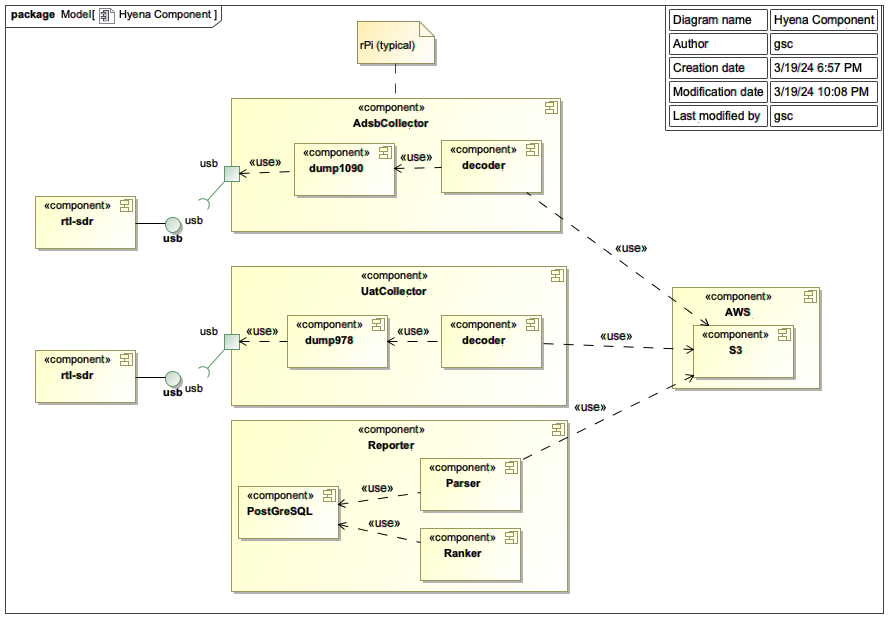 package Model[ Hyena Component ]
Diagram name Hyena Component
Author gsc
Creation date 3/19/24 6:57 PM
Modification date 3/19/24 10:08 PM
Last modified by gsc
rPi (typical)
«component»
AdsbCollector
usb
«use»
«component»
dump1090
«use»
«component»
decoder
«component»
rtl-sdr
usb
usb
«use»
«component»
UatCollector
usb
«use»
«component»
dump978
«use»
«component»
decoder
«use»
«component»
AWS
«component»
S3
«component»
rtl-sdr
usb
usb
«use»
«component»
Reporter
«component»
PostGreSQL
«use»
«use»
«component»
Parser
«component»
Ranker